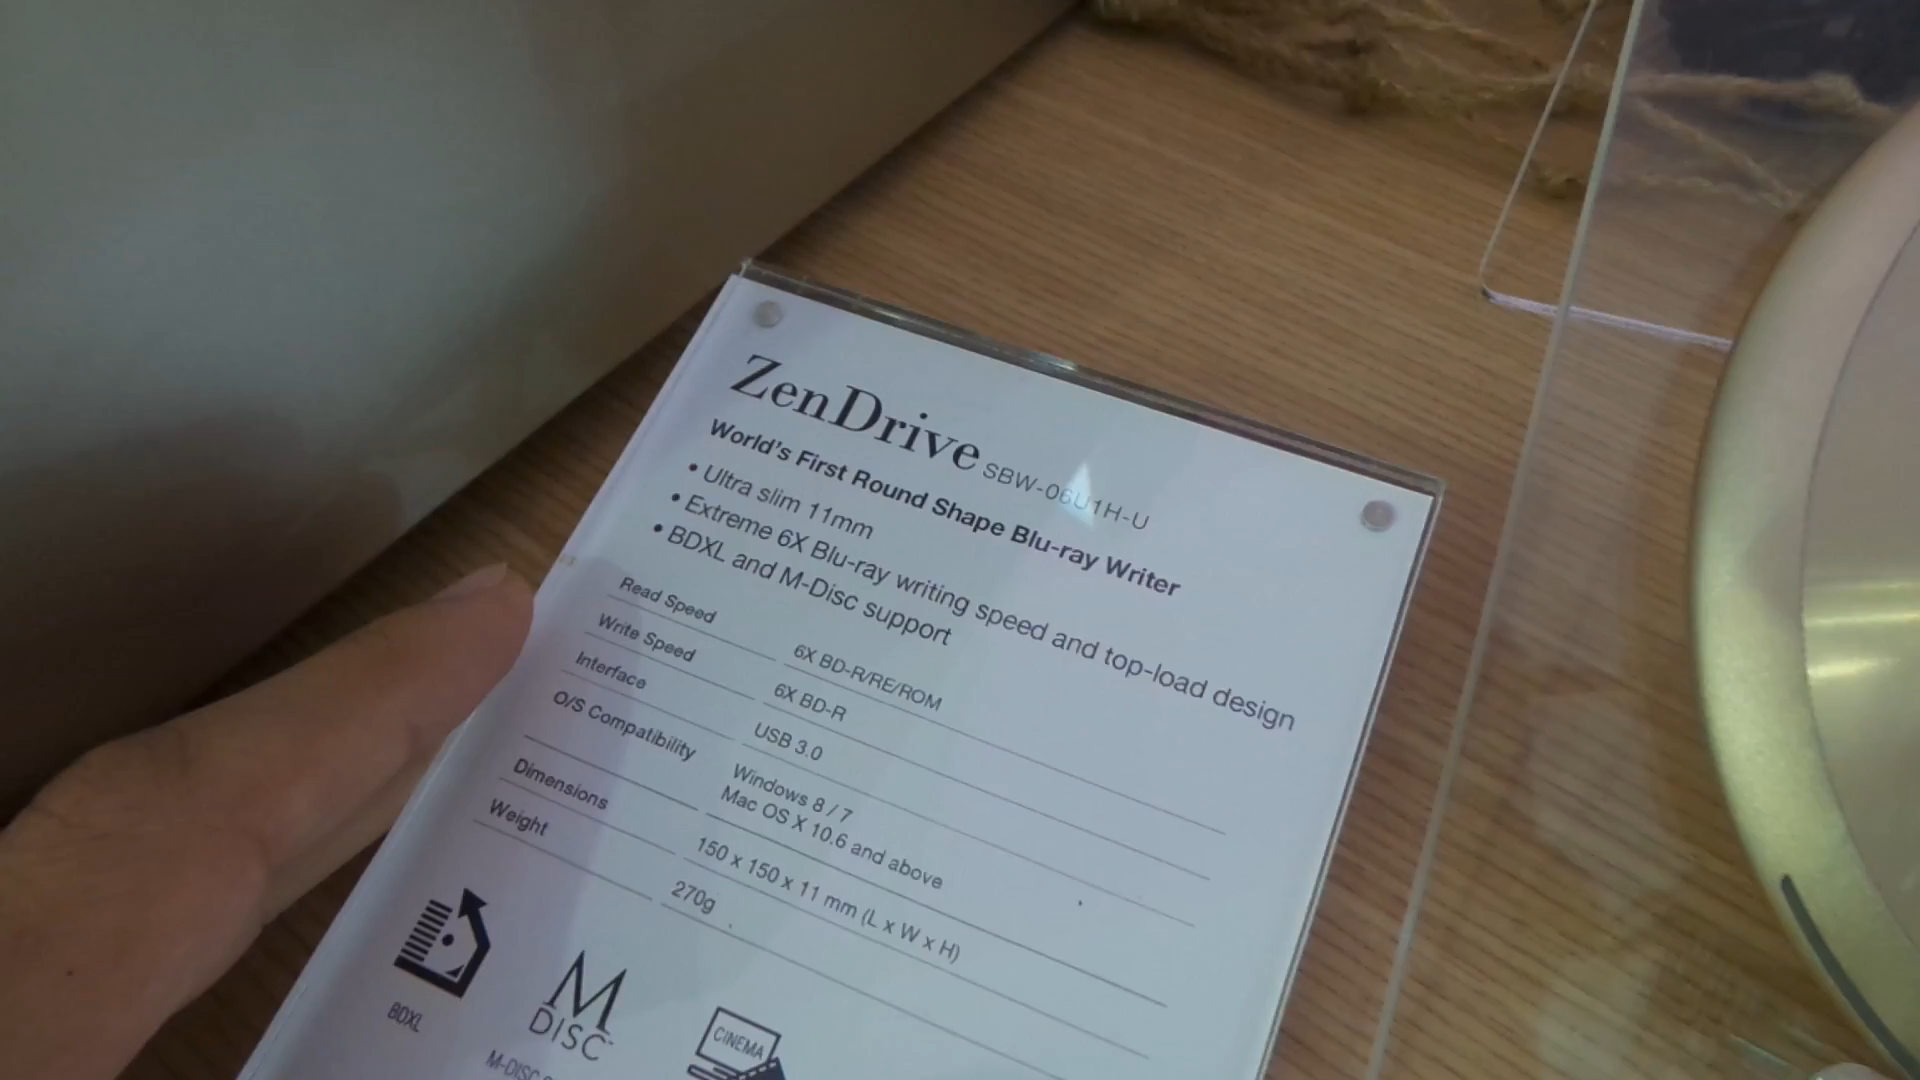 ZenDrive SBW-06U1H-U
World's First Round Shape Blu-ray Writer
• Ultra slim 11mm
• Extreme 6X Blu-ray writing speed and top-load design
• BDXL and M-Disc support
Read Speed 6X BD-R/RE/ROM
Write Speed 6X BD-R
Interface USB 3.0
O/S Compatibility Windows 8 / 7
Mac OS X 10.6 and above
Dimensions 150 x 150 x 11 mm (L x W x H)
Weight 270g
BDXL
M
DISC
CINEMA
M-DISC